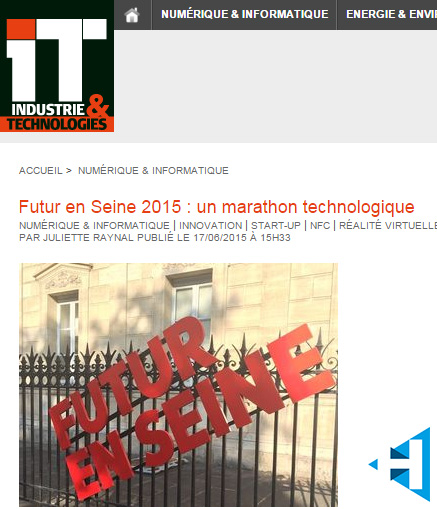 iT
INDUSTRIE &
TECHNOLOGIES
NUMÉRIQUE & INFORMATIQUE
ENERGIE & ENVI
ACCUEIL > NUMÉRIQUE & INFORMATIQUE
Futur en Seine 2015 : un marathon technologique
NUMÉRIQUE & INFORMATIQUE | INNOVATION | START-UP | NFC | RÉALITÉ VIRTUELLE
PAR JULIETTE RAYNAL PUBLIÉ LE 17/06/2015 À 15H33
FUTUR
EN SEINE